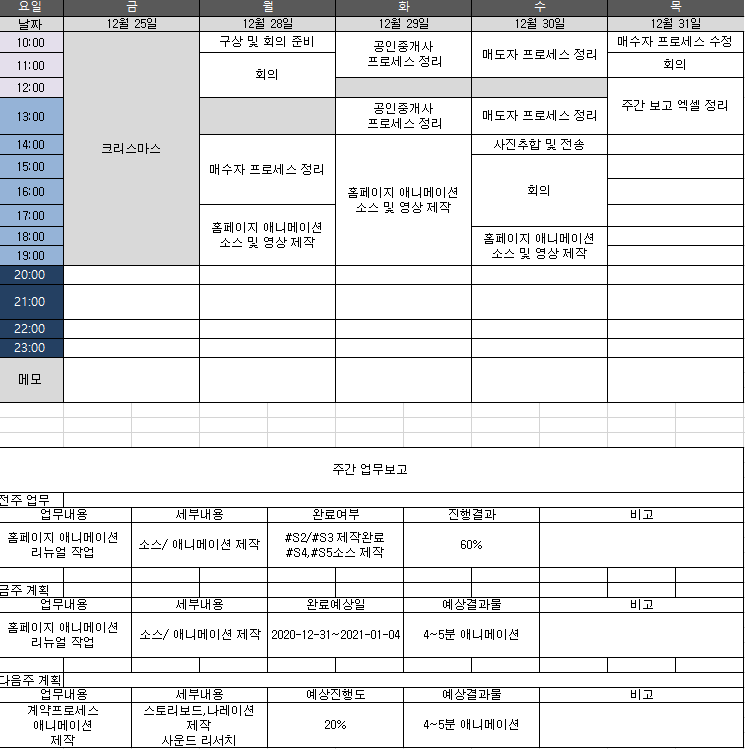 요일 금 월 화 수 목
날짜 12월 25일 12월 28일 12월 29일 12월 30일 12월 31일
10:00
11:00
12:00
13:00
14:00
15:00
16:00
17:00
18:00
19:00
20:00
21:00
22:00
23:00
메모
크리스마스
구상 및 회의 준비
회의
매수자 프로세스 정리
홈페이지 애니메이션
소스 및 영상 제작
공인중개사
프로세스 정리
공인중개사
프로세스 정리
홈페이지 애니메이션
소스 및 영상 제작
매도자 프로세스 정리
매도자 프로세스 정리
사진추합 및 전송
회의
홈페이지 애니메이션
소스 및 영상 제작
매수자 프로세스 수정
회의
주간 보고 엑셀 정리
주간 업무보고
전주 업무
업무내용 세부내용 완료여부 진행결과 비고
홈페이지 애니메이션
리뉴얼 작업
소스/ 애니메이션 제작
#S2/#S3 제작완료
#S4,#S5소스 제작
60%
금주 계획
업무내용 세부내용 완료예상일 예상결과물 비고
홈페이지 애니메이션
리뉴얼 작업
소스/ 애니메이션 제작
2020-12-31~2021-01-04
4~5분 애니메이션
다음주 계획
업무내용 세부내용 예상진행도 예상결과물 비고
계약프로세스
애니메이션
제작
스토리보드,나레이션
제작
사운드 리서치
20%
4~5분 애니메이션